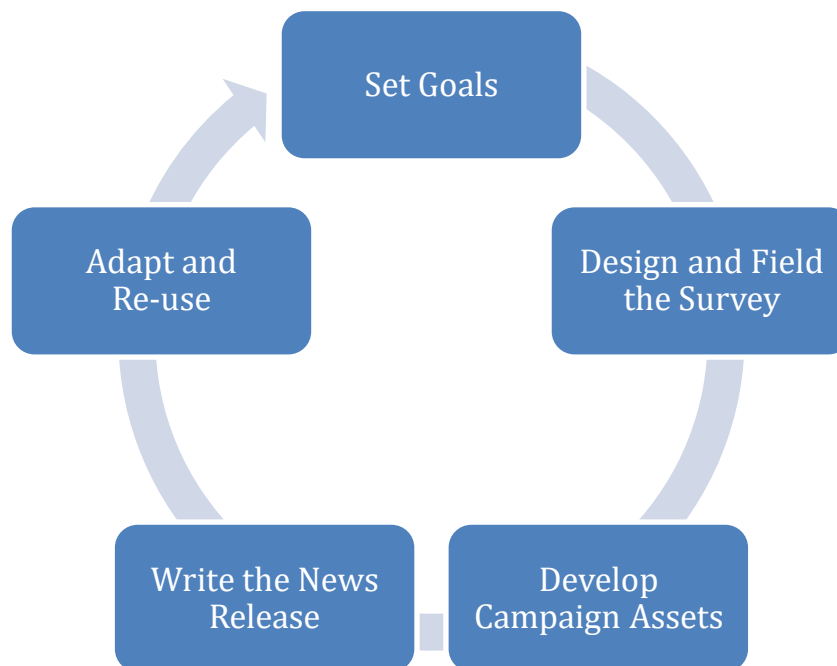 Set Goals
Design and Field
the Survey
Develop
Campaign Assets
Write the News
Release
Adapt and
Re-use